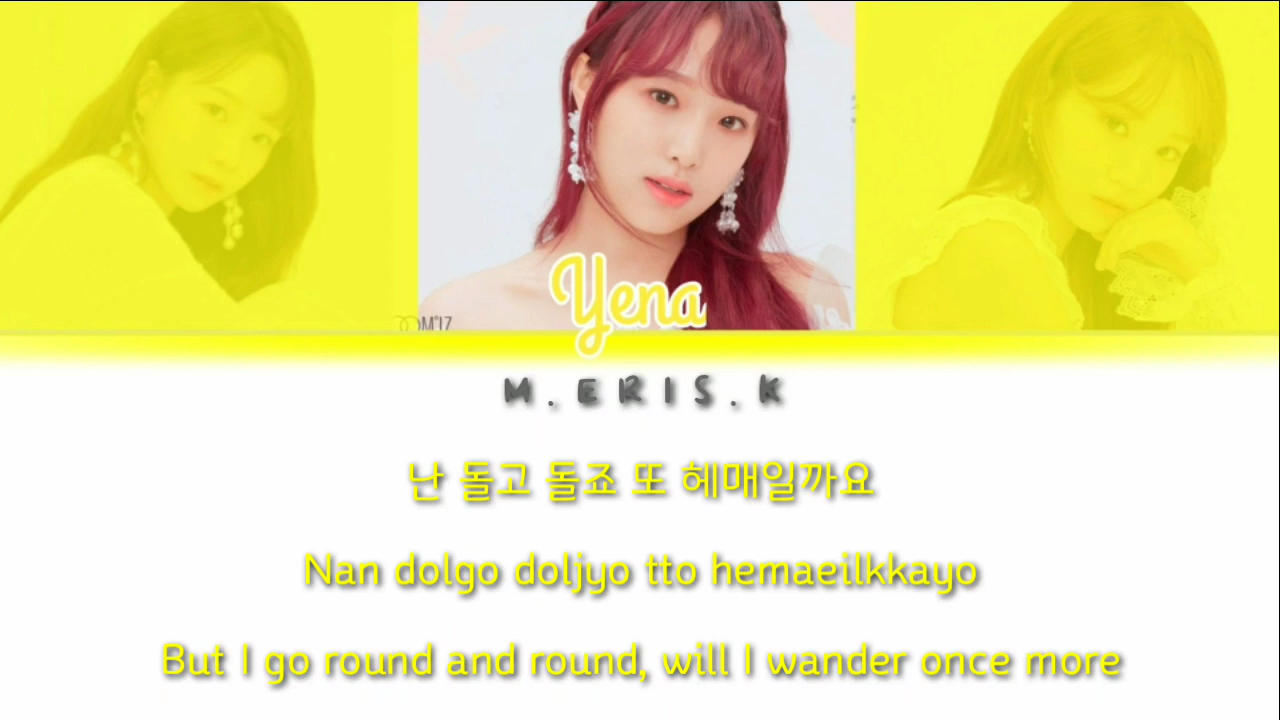 M*IZ
Yena
M.ERIS.K
난 돌고 돌죠 또 헤매일까요
Nan dolgo doljyo tto hemaeilkkayo
But I go round and round, will I wander once more